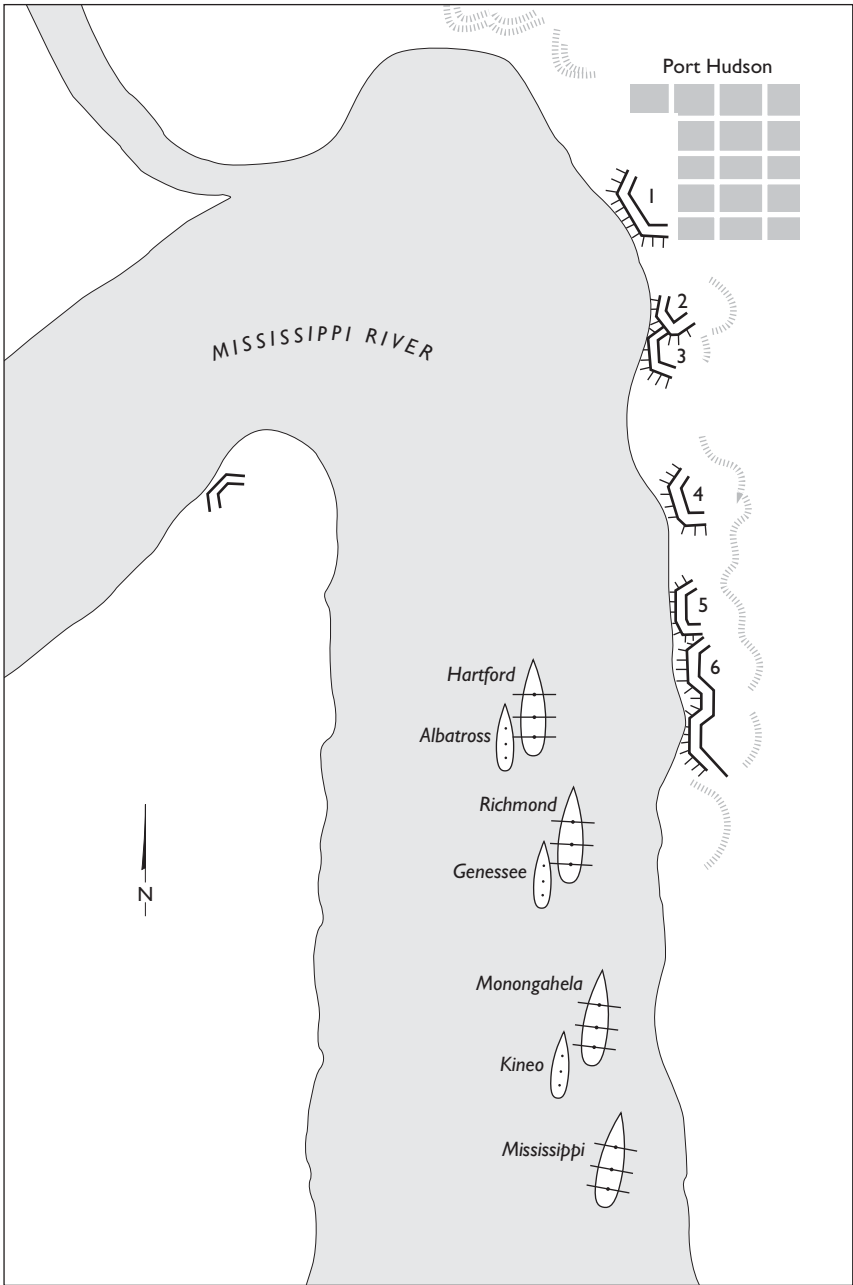 Port Hudson
1
2
3
MISSISSIPPI RIVER
4
5
6
Hartford
Albatross
Richmond
Genessee
N
Monongahela
Kineo
Mississippi